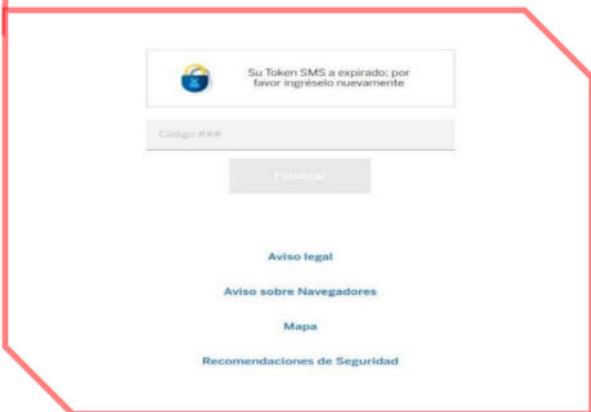 Su Token SMS a expirado; por
favor ingréselo nuevamente
Código ###
Finalizar
Aviso legal
Aviso sobre Navegadores
Mapa
Recomendaciones de Seguridad